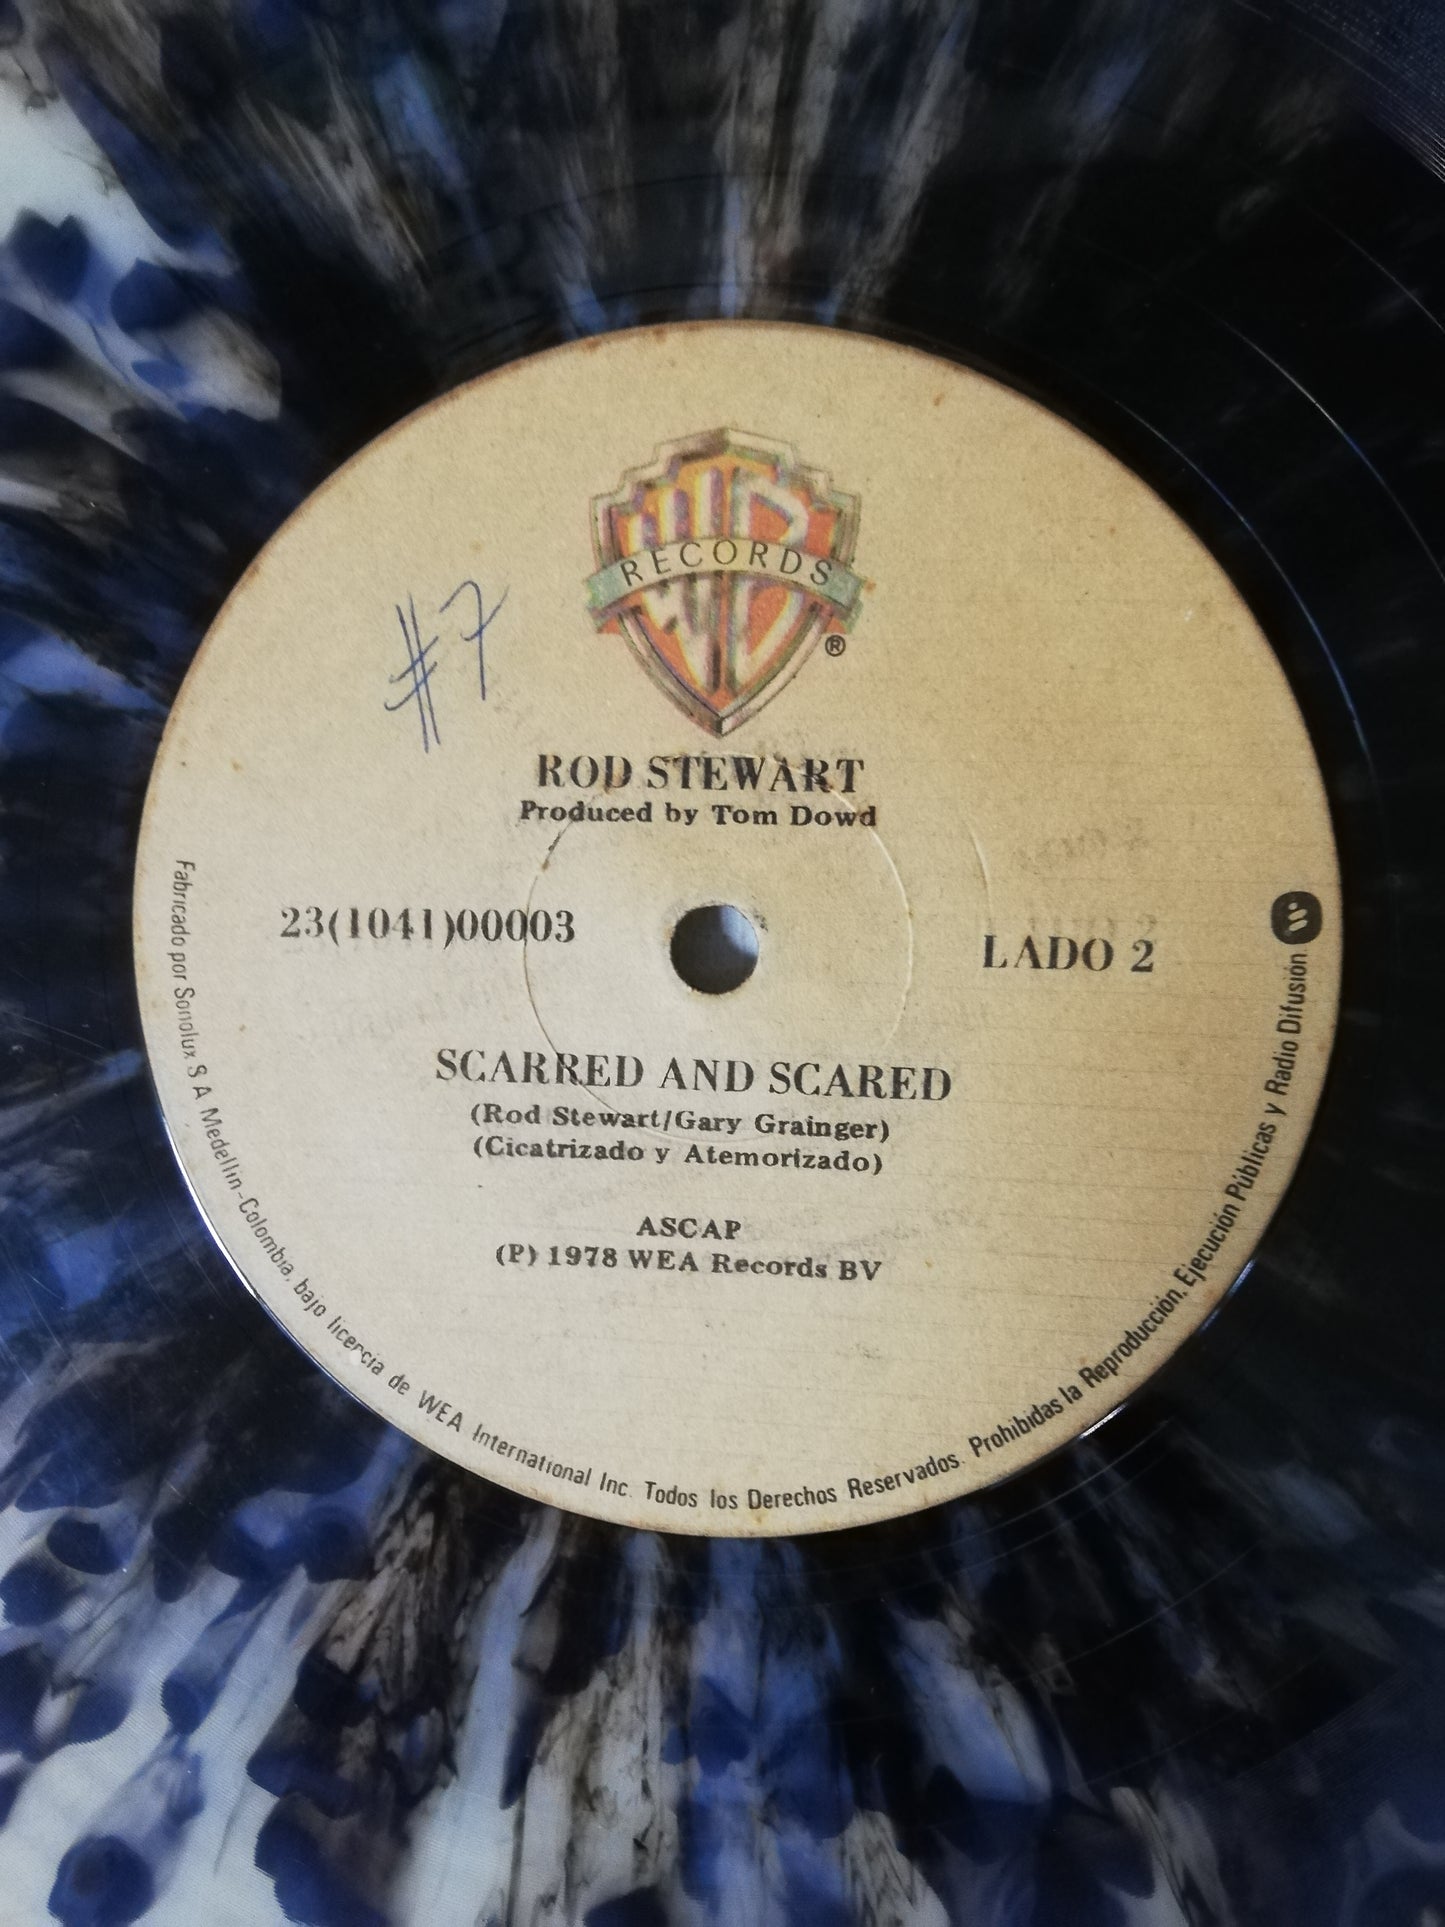 WB
RECORDS
®
#7
ROD STEWART
Produced by Tom Dowd
23(1041)00003
LADO 2
SCARRED AND SCARED
(Rod Stewart/Gary Grainger)
(Cicatrizado y Atemorizado)
ASCAP
(P) 1978 WEA Records BV
Fabricado por Sonolux S A Medellin-Colombia, bajo licencia de WEA International Inc. Todos los Derechos Reservados. Prohibidas la Reproducción, Ejecución Públicas y Radio Difusión.